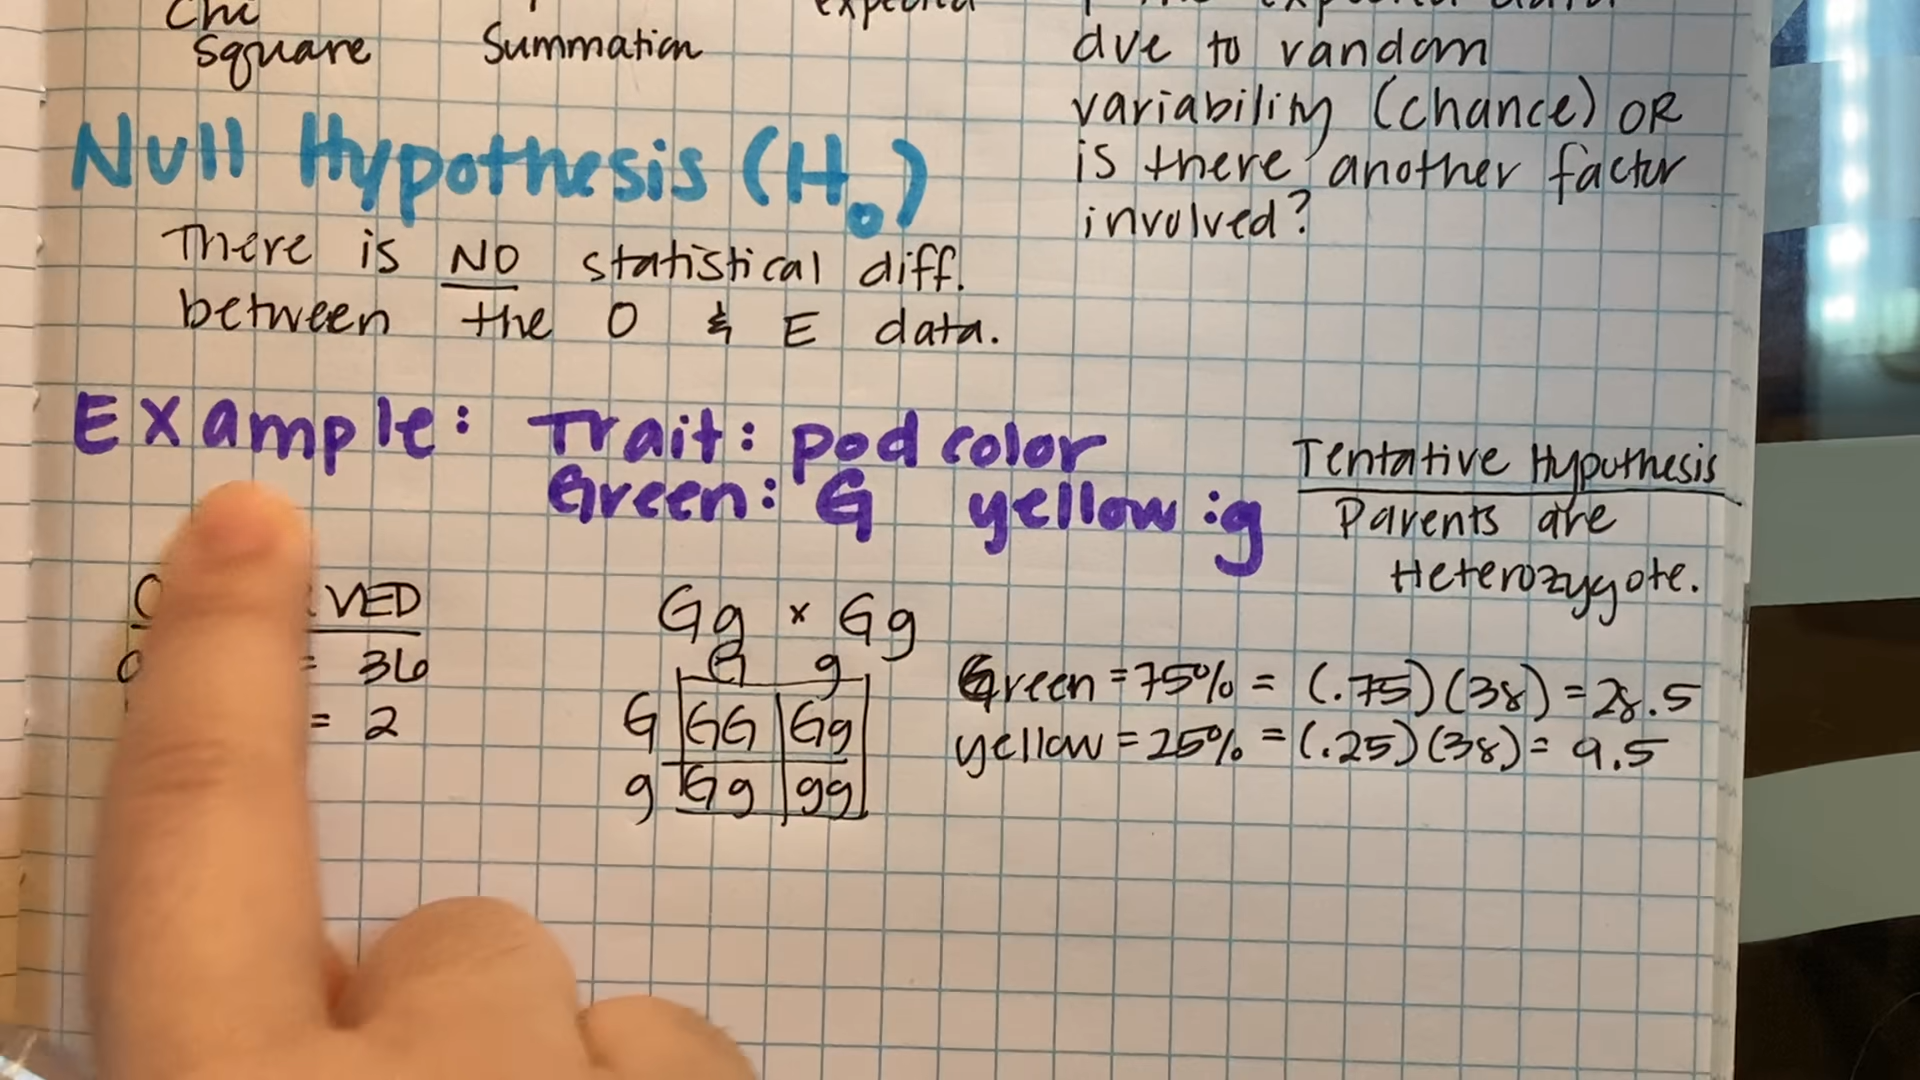 Chi
Square
Summation
expected
due to random
variability (chance) OR
is there another factor
involved?
Null Hypothesis (H₀)
There is NO statistical diff.
between the O & E data.
Example: Trait: pod color
Green: G yellow : g
Tentative Hypothesis
Parents are
Heterozygote.
VED
= 36
= 2
Gg × Gg
G g
G GG Gg
g Gg gg
Green = 75% = (.75)(38) = 28.5
yellow = 25% = (.25)(38) = 9.5